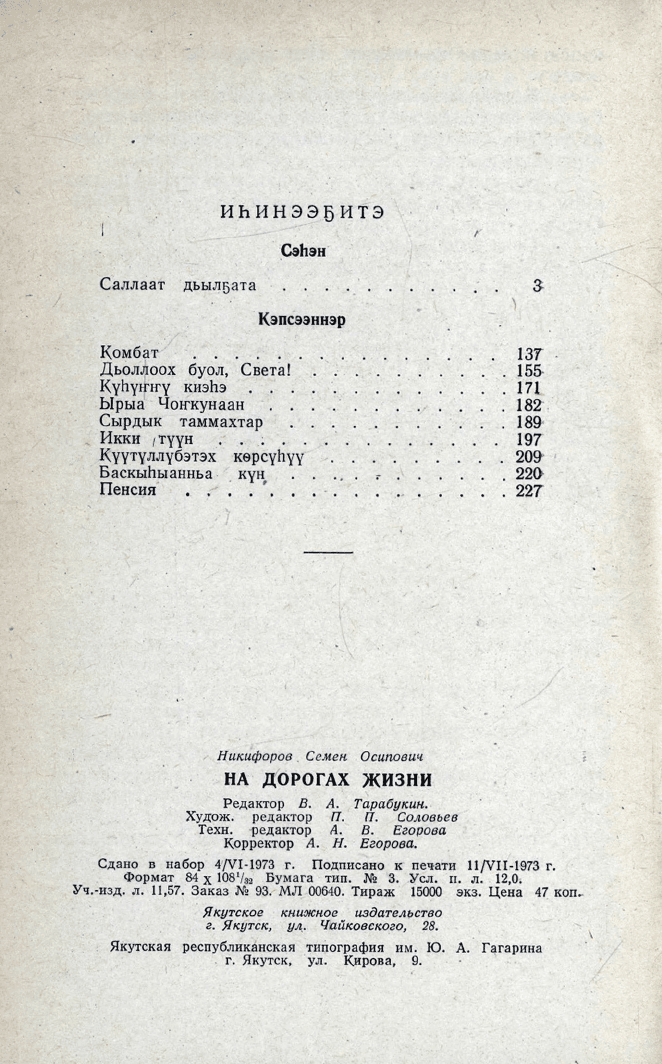 ИҺИНЭЭҔИТЭ
Сэһэн
Саллаат дьылҕата . . . . . . . . . . . 3
Кэпсээннэр
Комбат . . . . . . . . . . . . . . . 137
Дьоллоох буол, Света! . . . . . . . . . 155
Күһүҥҥү киэһэ . . . . . . . . . . . . 171
Ырыа Чоҥкунаан . . . . . . . . . . . 182
Сырдык таммахтар . . . . . . . . . . 189
Икки түүн . . . . . . . . . . . . . 197
Күүтүллүбэтэх көрсүһүү . . . . . . . . 209
Баскыһыанньа күн . . . . . . . . . . 220
Пенсия . . . . . . . . . . . . . . 227
Никифоров Семен Осипович
НА ДОРОГАХ ЖИЗНИ
Редактор В. А. Тарабукин.
Худож. редактор П. П. Соловьев
Техн. редактор А. В. Егорова
Корректор А. Н. Егорова.
Сдано в набор 4/VI-1973 г. Подписано к печати 11/VII-1973 г.
Формат 84 х 108¹/₃₂ Бумага тип. № 3. Усл. п. л. 12,0.
Уч.-изд. л. 11,57. Заказ № 93. МЛ 00640. Тираж 15000 экз. Цена 47 коп.
Якутское книжное издательство
г. Якутск, ул. Чайковского, 28.
Якутская республиканская типография им. Ю. А. Гагарина
г. Якутск, ул. Кирова, 9.